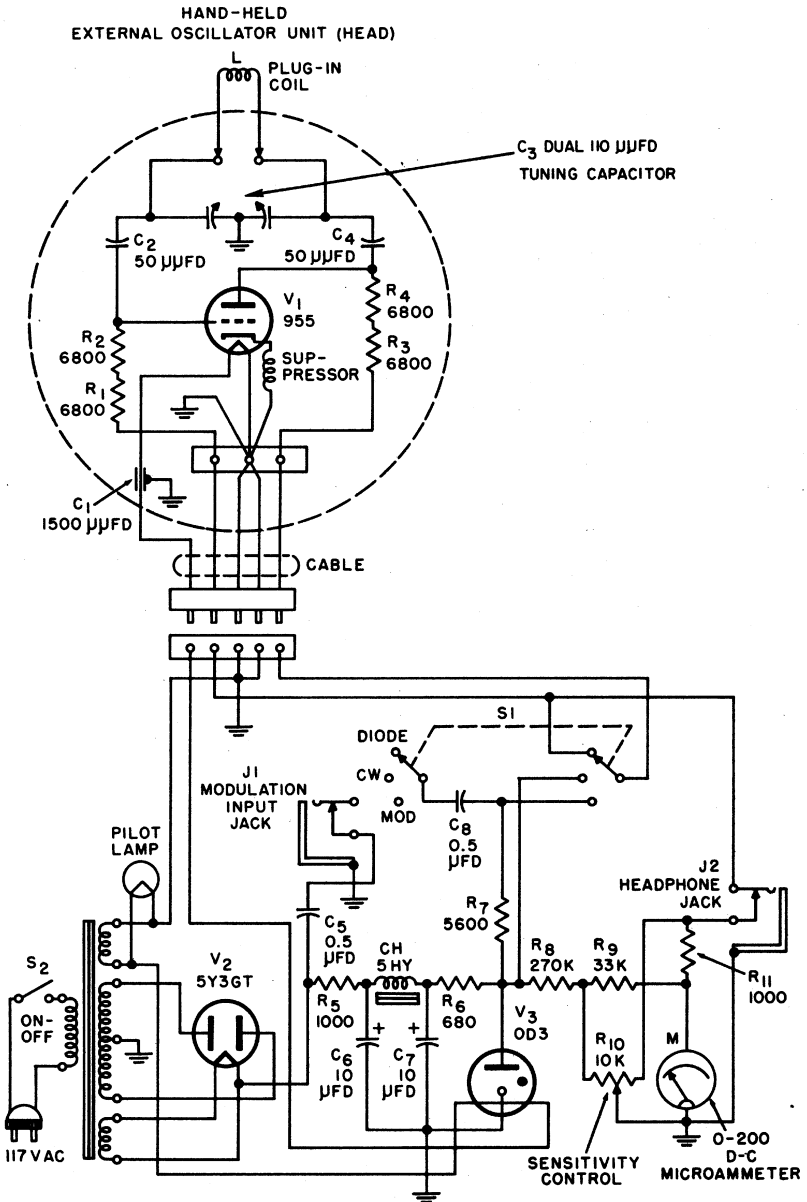 HAND-HELD
EXTERNAL OSCILLATOR UNIT (HEAD)
L
PLUG-IN
COIL
C3 DUAL 110 µµFD
TUNING CAPACITOR
C2
50 µµFD
C4
50 µµFD
V1
955
R4
6800
R2
6800
R3
6800
SUP-
PRESSOR
R1
6800
C1
1500 µµFD
CABLE
S1
DIODE
CW
MOD
J1
MODULATION
INPUT
JACK
C8
0.5
µFD
PILOT
LAMP
J2
HEADPHONE
JACK
R7
5600
C5
0.5
µFD
CH
5 HY
R8
270K
R9
33K
R11
1000
S2
ON-
OFF
V2
5Y3GT
R5
1000
R6
680
V3
OD3
+
C6
10
µFD
+
C7
10
µFD
R10
10K
M
117 VAC
SENSITIVITY
CONTROL
0-200
D-C
MICROAMMETER